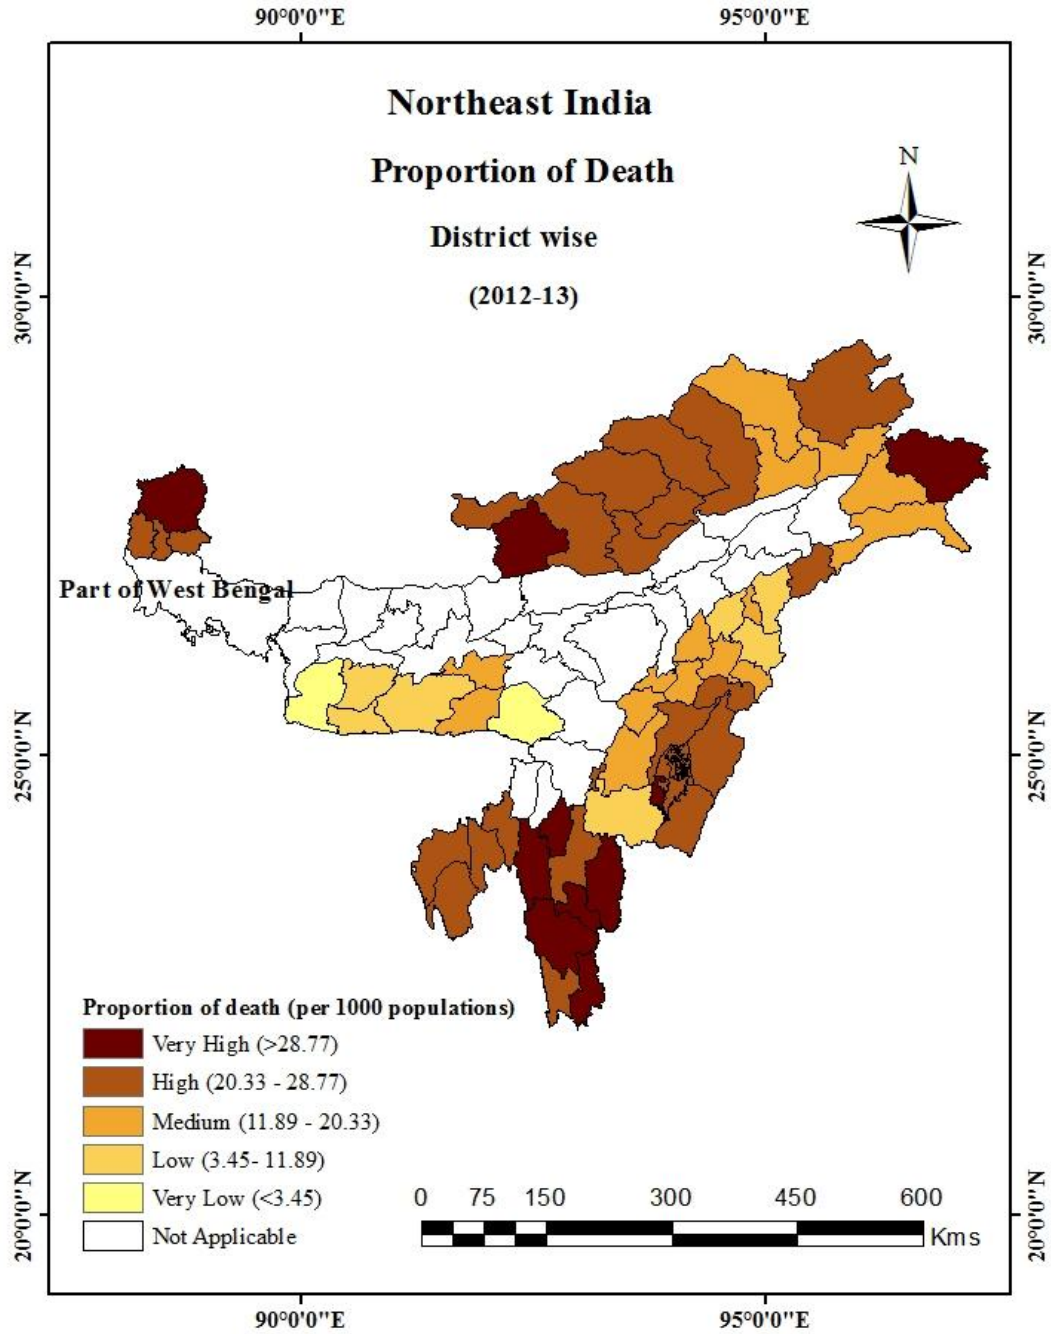 90°0'0"E 95°0'0"E
Northeast India
Proportion of Death
District wise
(2012-13)
N
30°0'0"N 30°0'0"N
Part of West Bengal
25°0'0"N 25°0'0"N
Proportion of death (per 1000 populations)
Very High (>28.77)
High (20.33 - 28.77)
Medium (11.89 - 20.33)
Low (3.45- 11.89)
Very Low (<3.45)
Not Applicable
0 75 150 300 450 600
Kms
20°0'0"N 20°0'0"N
90°0'0"E 95°0'0"E